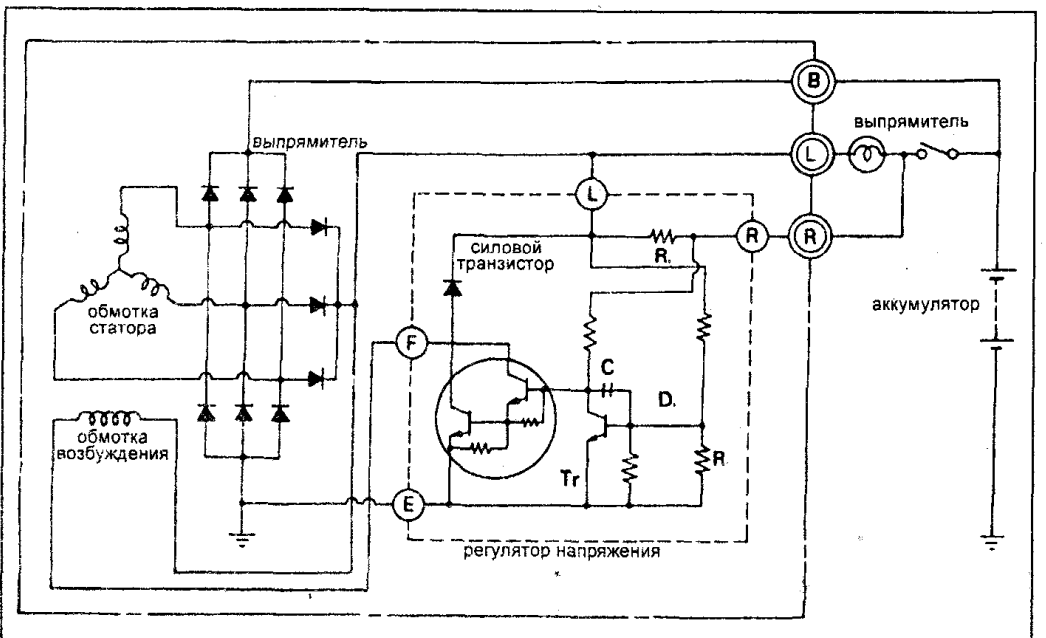 B
выпрямитель
выпрямитель
L
L
R
R
R.
силовой
транзистор
обмотка
статора
аккумулятор
F
C
D.
обмотка
возбуждения
R
Tr
E
регулятор напряжения